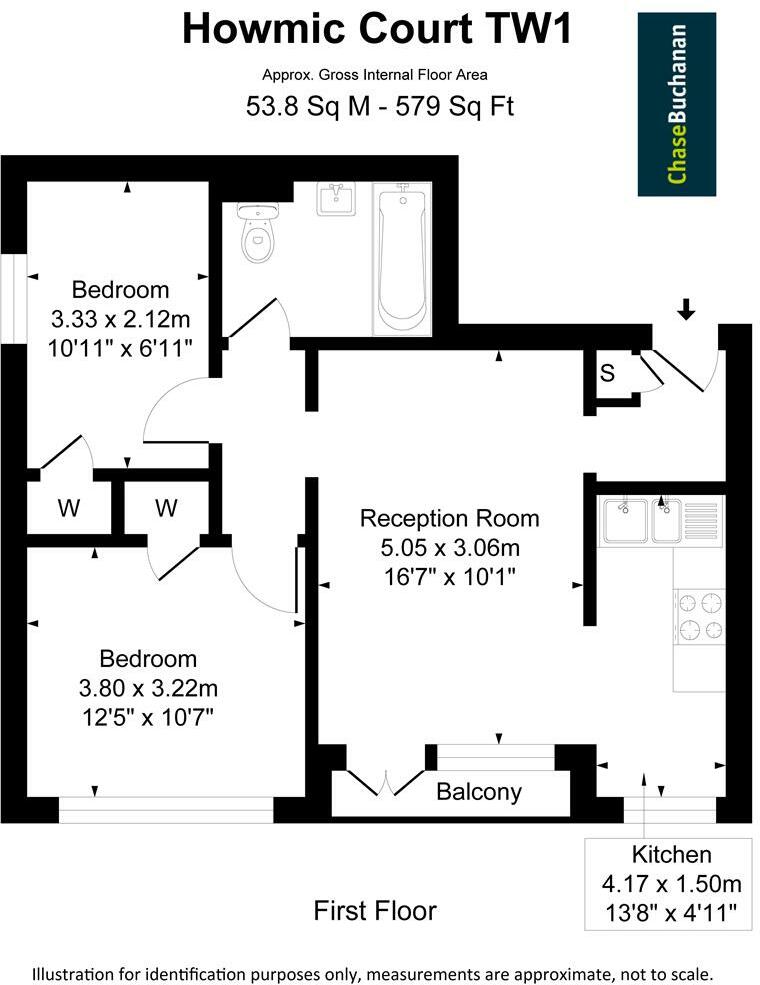 Howmic Court TW1
Approx. Gross Internal Floor Area
53.8 Sq M - 579 Sq Ft
ChaseBuchanan
Bedroom
3.33 x 2.12m
10'11" x 6'11"
S
W
W
Reception Room
5.05 x 3.06m
16'7" x 10'1"
Bedroom
3.80 x 3.22m
12'5" x 10'7"
Balcony
Kitchen
4.17 x 1.50m
13'8" x 4'11"
First Floor
Illustration for identification purposes only, measurements are approximate, not to scale.